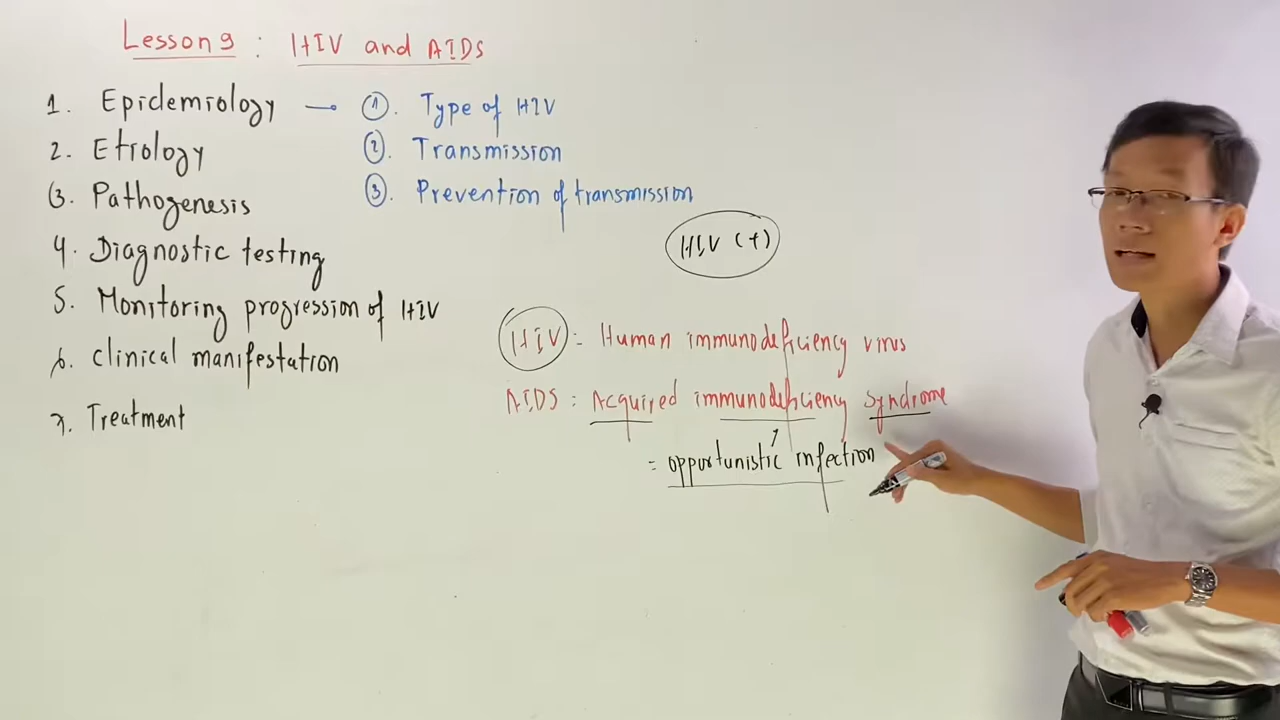 Lesson 9 : HIV and AIDS
1. Epidemiology → ①. Type of HIV
2. Etiology ②. Transmission
3. Pathogenesis ③. Prevention of transmission
4. Diagnostic testing
HIV (+)
5. Monitoring progression of HIV
HIV : Human immunodeficiency virus
6. Clinical manifestation
AIDS : Acquired immunodeficiency Syndrome
7. Treatment
= opportunistic infection